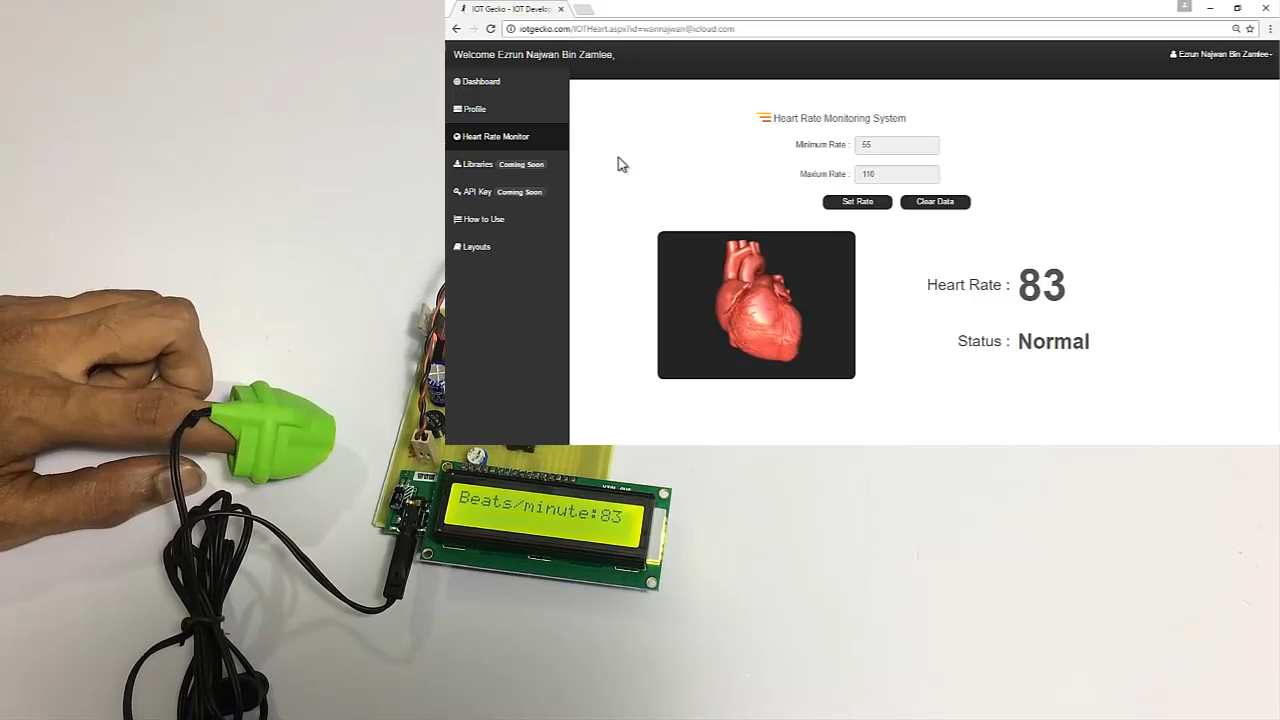 IOT Gecko - IOT Develop
iotgecko.com/IOTHeart.aspx?id=wannajwan@icloud.com
Welcome Ezrun Najwan Bin Zamlee,
Ezrun Najwan Bin Zamlee
Dashboard
Profile
Heart Rate Monitor
Libraries Coming Soon
API Key Coming Soon
How to Use
Layouts
Heart Rate Monitoring System
Minimum Rate : 55
Maxium Rate : 110
Set Rate Clear Data
Heart Rate : 83
Status : Normal
Beats/minute:83